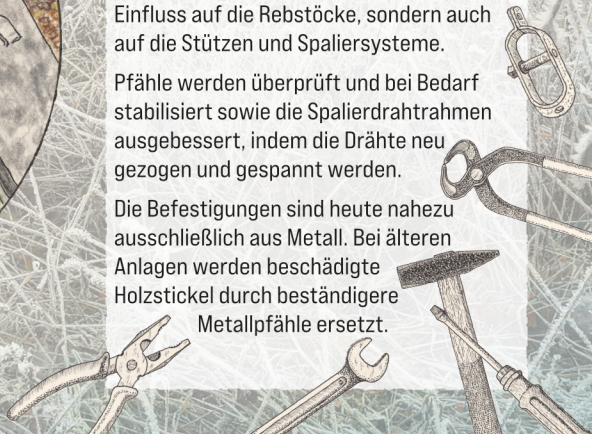 Einfluss auf die Rebstöcke, sondern auch
auf die Stützen und Spaliersysteme.
Pfähle werden überprüft und bei Bedarf
stabilisiert sowie die Spalierdrahtrahmen
ausgebessert, indem die Drähte neu
gezogen und gespannt werden.
Die Befestigungen sind heute nahezu
ausschließlich aus Metall. Bei älteren
Anlagen werden beschädigte
Holzstickel durch beständigere
Metallpfähle ersetzt.